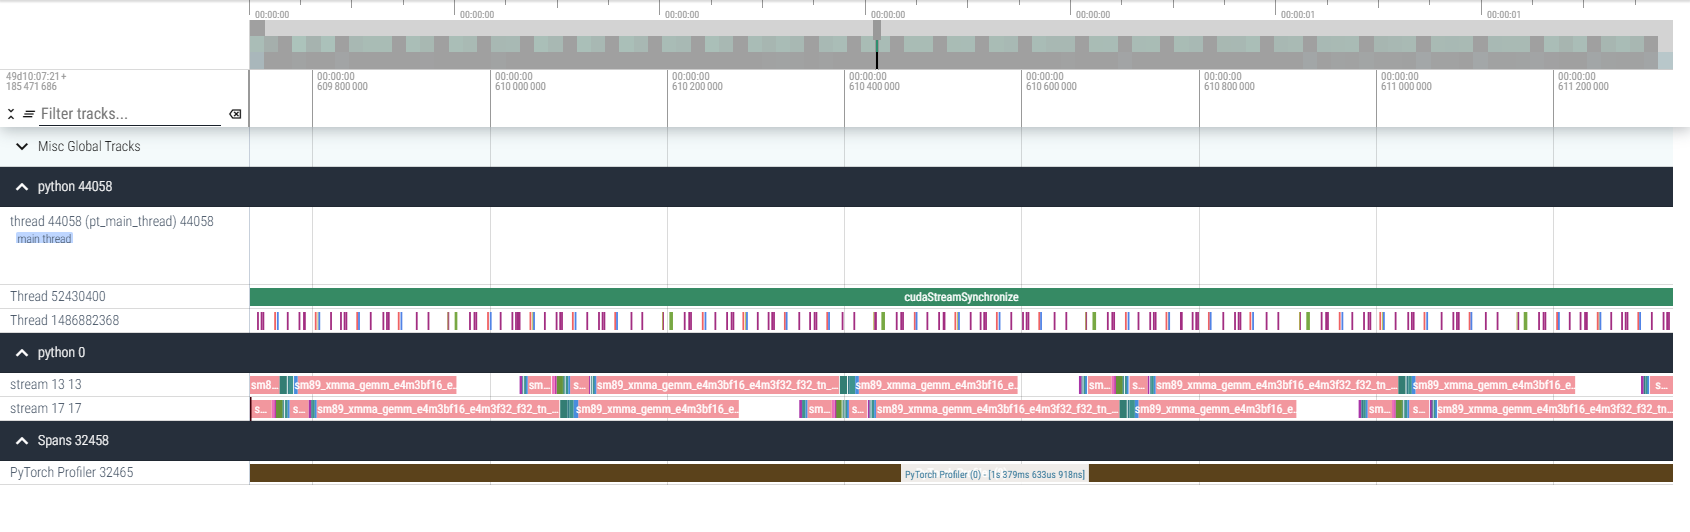 00:00:00 00:00:00 00:00:00 00:00:00 00:00:00 00:00:01 00:00:01
49d10:07:21 + 00:00:00 00:00:00 00:00:00 00:00:00 00:00:00 00:00:00 00:00:00 00:00:00
185 471 686 609 800 000 610 000 000 610 200 000 610 400 000 610 600 000 610 800 000 611 000 000 611 200 000
Filter tracks...
Misc Global Tracks
python 44058
thread 44058 (pt_main_thread) 44058
main thread
Thread 52430400 cudaStreamSynchronize
Thread 1486882368
python 0
stream 13 13 sm8... sm89_xmma_gemm_e4m3bf16_e... sm... s... sm89_xmma_gemm_e4m3bf16_e4m3f32_f32_tn_... sm89_xmma_gemm_e4m3bf16_e... sm... s... sm89_xmma_gemm_e4m3bf16_e4m3f32_f32_tn_... sm89_xmma_gemm_e4m3bf16_e... s...
stream 17 17 s... s... sm89_xmma_gemm_e4m3bf16_e4m3f32_f32_tn_... sm89_xmma_gemm_e4m3bf16_e... sm... s... sm89_xmma_gemm_e4m3bf16_e4m3f32_f32_tn_... sm89_xmma_gemm_e4m3bf16_e... sm... s... sm89_xmma_gemm_e4m3bf16_e4m3f32_f32_tn...
Spans 32458
PyTorch Profiler 32465 PyTorch Profiler (0) - [1s 379ms 633us 918ns]